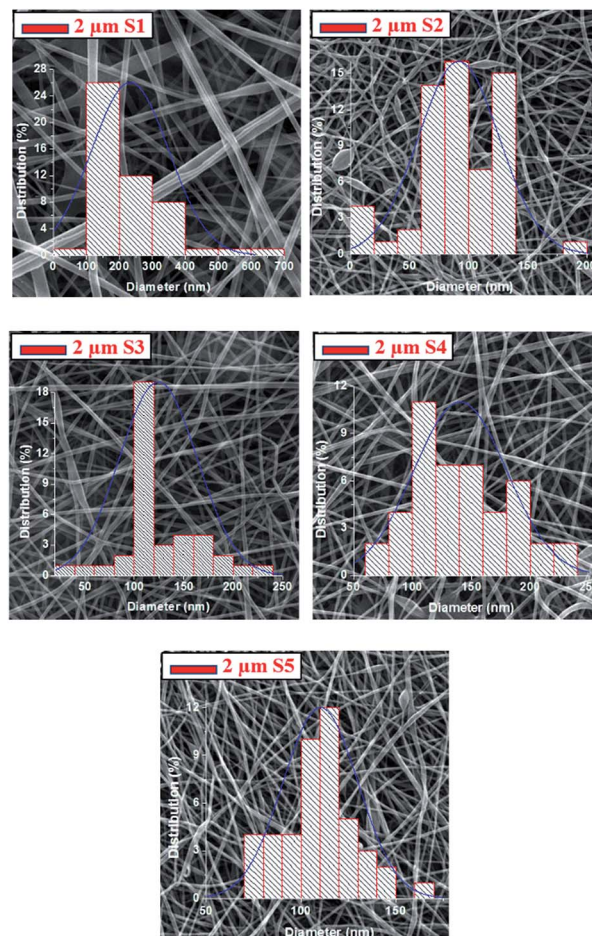 2 µm S1
28
24
20
16
12
8
4
0
Distribution (%)
0 100 200 300 400 500 600 700
Diameter (nm)
2 µm S2
15
12
9
6
3
0
Distribution (%)
0 50 100 150 200
Diameter (nm)
2 µm S3
18
15
12
9
6
3
0
Distribution (%)
50 100 150 200 250
Diameter (nm)
2 µm S4
12
9
6
3
0
Distribution (%)
50 100 150 200
Diameter (nm)
2 µm S5
12
9
6
3
0
Distribution (%)
50 100 150
Diameter (nm)